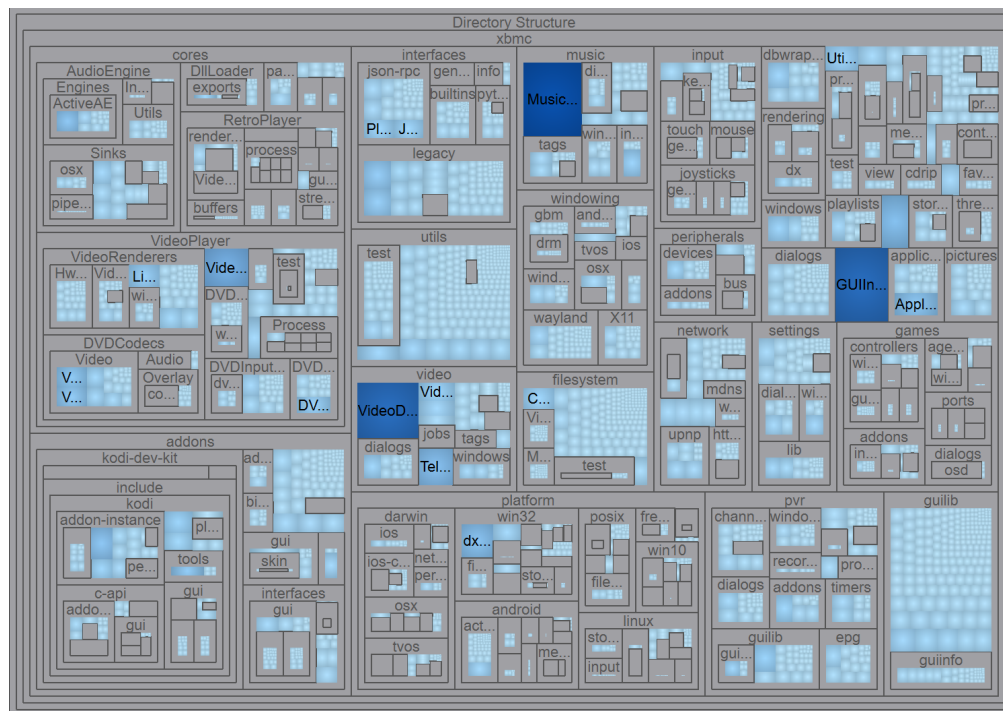 Directory Structure
xbmc
cores
AudioEngine
Engines
ActiveAE
In...
Utils
Sinks
osx
pipe...
DllLoader
exports
pa...
RetroPlayer
render...
Vide...
buffers
process
gu...
stre...
VideoPlayer
VideoRenderers
Hw...
Vid...
Li...
wi...
Vide...
test
DVD...
w...
Process
DVDCodecs
Video
V...
V...
Audio
Overlay
co...
DVDInput...
dv...
DVD...
DV...
addons
kodi-dev-kit
include
kodi
addon-instance
pe...
pl...
tools
c-api
addo...
gui
gui
ad...
bi...
gui
skin
interfaces
gui
interfaces
json-rpc
Pl...
J...
gen...
builtins
info
pyt...
legacy
utils
test
video
VideoD...
Vid...
jobs
tags
dialogs
Tel...
windows
music
Music...
di...
tags
win...
in...
windowing
gbm
drm
and...
tvos
ios
wind...
osx
wayland
X11
filesystem
C...
Vi...
M...
test
input
ke...
touch
ge...
mouse
joysticks
ge...
peripherals
devices
addons
bus
network
mdns
w...
upnp
htt...
dbwrap...
rendering
dx
windows
dialogs
Uti...
pr...
test
me...
view
cdrip
pr...
cont...
fav...
playlists
stor...
thre...
GUIIn...
applic...
Appl...
pictures
settings
dial...
wi...
lib
games
controllers
wi...
gu...
age...
wi...
ports
addons
in...
dialogs
osd
platform
darwin
ios
ios-c...
net...
per...
osx
tvos
win32
dx...
fi...
sto...
android
act...
me...
posix
file...
fre...
win10
linux
sto...
input
pvr
chann...
windo...
recor...
pro...
dialogs
addons
timers
guilib
gui...
epg
guilib
guiinfo